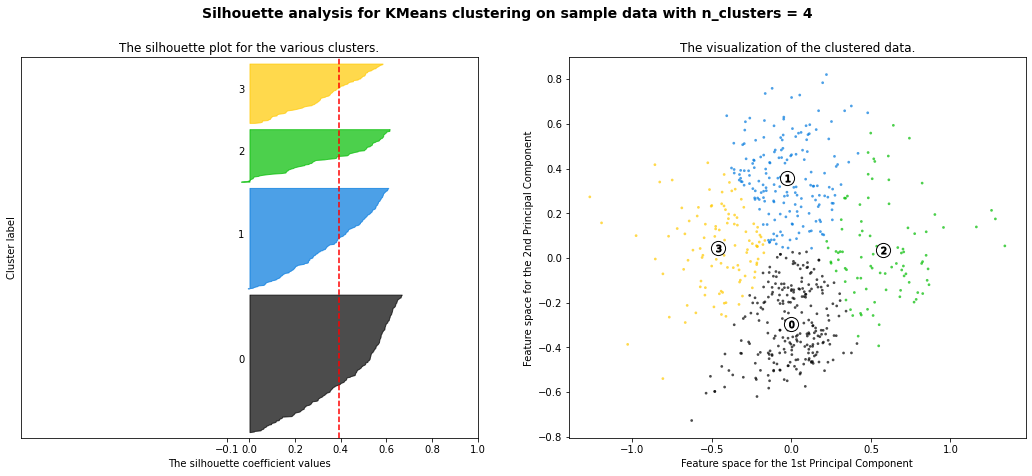 Silhouette analysis for KMeans clustering on sample data with n_clusters = 4
The silhouette plot for the various clusters.
Cluster label
3
2
1
0
−0.1 0.0 0.2 0.4 0.6 0.8 1.0
The silhouette coefficient values
The visualization of the clustered data.
Feature space for the 2nd Principal Component
0.8
0.6
0.4
0.2
0.0
−0.2
−0.4
−0.6
−0.8
1
3
2
0
−1.0 −0.5 0.0 0.5 1.0
Feature space for the 1st Principal Component